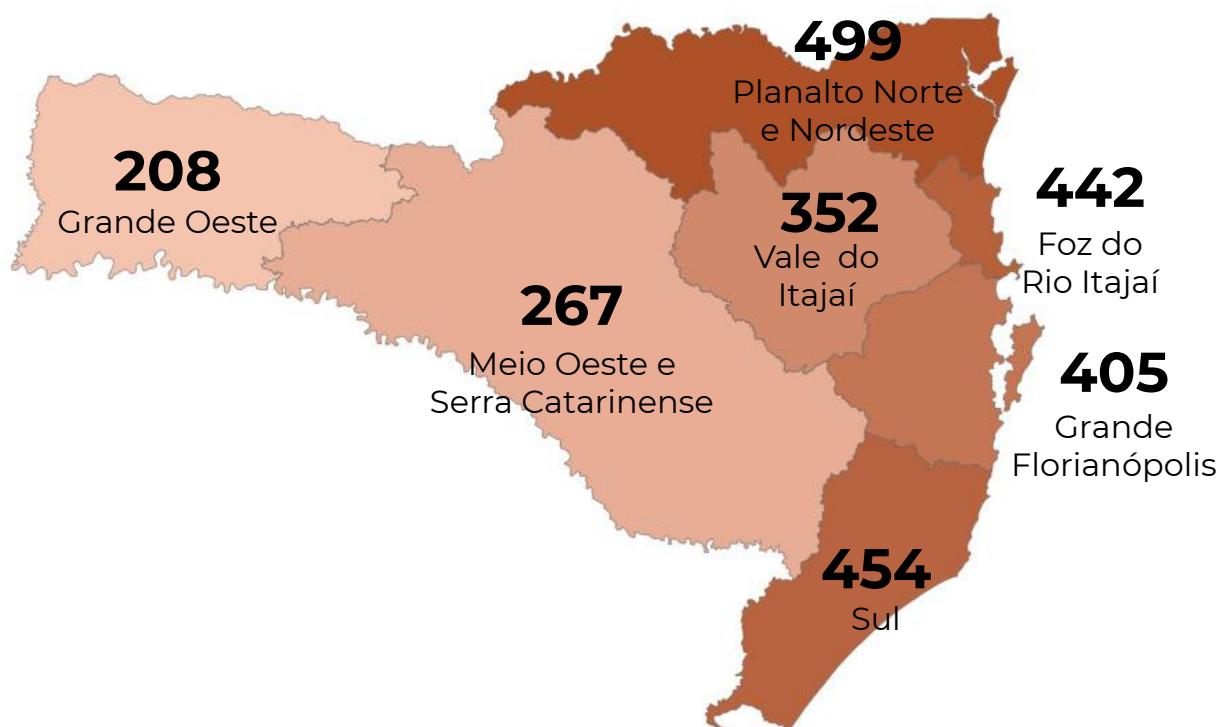 499
Planalto Norte
e Nordeste
208
Grande Oeste
442
Foz do
Rio Itajaí
352
Vale do
Itajaí
267
Meio Oeste e
Serra Catarinense
405
Grande
Florianópolis
454
Sul